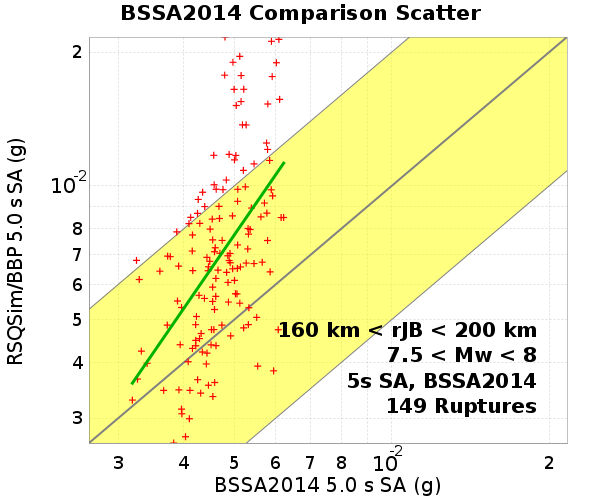 BSSA2014 Comparison Scatter
RSQSim/BBP 5.0 s SA (g)
2
10-2
8
7
6
5
4
3
160 km < rJB < 200 km
7.5 < Mw < 8
5s SA, BSSA2014
149 Ruptures
3 4 5 6 7 8 10-2 2
BSSA2014 5.0 s SA (g)